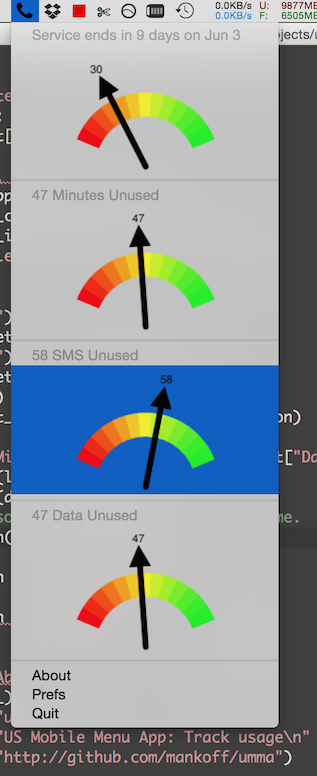 0.0KB/s U: 9877ME
0.0KB/s F: 6505ME
Service ends in 9 days on Jun 3
30
47 Minutes Unused
47
58 SMS Unused
58
47 Data Unused
47
About
Prefs
Quit
"US Mobile Menu App: Track usage\n"
"http://github.com/mankoff/umma")